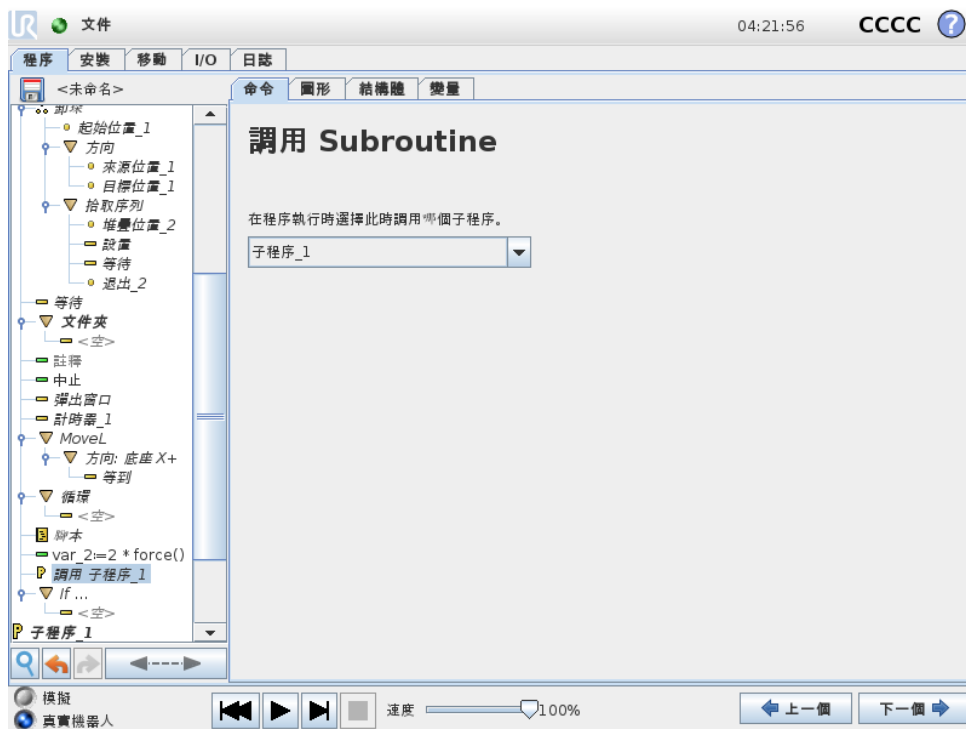 UR 文件 04:21:56 CCCC ?
程序 安裝 移動 I/O 日誌
<未命名>
命令 圖形 結構體 變量
起始位置_1
方向
來源位置_1
目標位置_1
拾取序列
堆疊位置_2
設置
等待
退出_2
等待
文件夾
<空>
註釋
中止
彈出窗口
計時器_1
MoveL
方向: 底座 X+
等到
循環
<空>
腳本
var_2:=2 * force()
P 調用 子程序_1
If ...
<空>
P 子程序_1
調用 Subroutine
在程序執行時選擇此時調用哪個子程序。
子程序_1
模擬
真實機器人
速度 100%
上一個 下一個